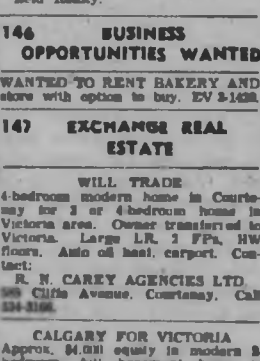 146 BUSINESS
OPPORTUNITIES WANTED
WANTED TO RENT BAKERY AND
store with option to buy. EV 3-1438.
147 EXCHANGE REAL
ESTATE
WILL TRADE
4-bedroom modern home in Courte-
nay for 3 or 4-bedroom home in
Victoria area. Owner transferred to
Victoria. Large LR, 2 FPs, HW
floors. Auto oil heat, carport. Con-
tact:
R. N. CAREY AGENCIES LTD
Cliffe Avenue, Courtenay. Call
CALGARY FOR VICTORIA
Approx. equity in modern